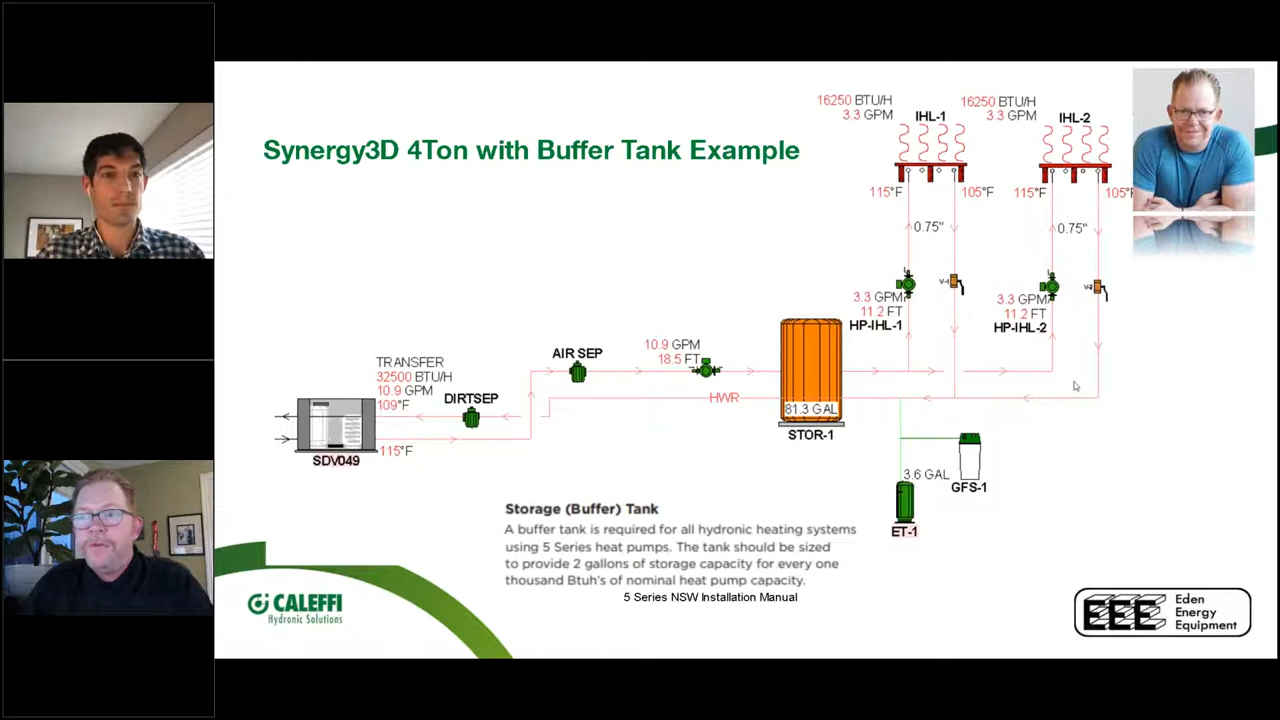 Synergy3D 4Ton with Buffer Tank Example
16250 BTU/H
3.3 GPM
IHL-1
16250 BTU/H
3.3 GPM
IHL-2
115°F
105°F
115°F
105°F
0.75"
0.75"
V-1
V-2
3.3 GPM
11.2 FT
HP-IHL-1
3.3 GPM
11.2 FT
HP-IHL-2
AIR SEP
10.9 GPM
18.5 FT
TRANSFER
32500 BTU/H
10.9 GPM
109°F
DIRTSEP
HWR
81.3 GAL
STOR-1
115°F
SDV049
3.6 GAL
GFS-1
ET-1
Storage (Buffer) Tank
A buffer tank is required for all hydronic heating systems
using 5 Series heat pumps. The tank should be sized
to provide 2 gallons of storage capacity for every one
thousand Btuh's of nominal heat pump capacity.
5 Series NSW Installation Manual
CALEFFI
Hydronic Solutions
EEE
Eden
Energy
Equipment